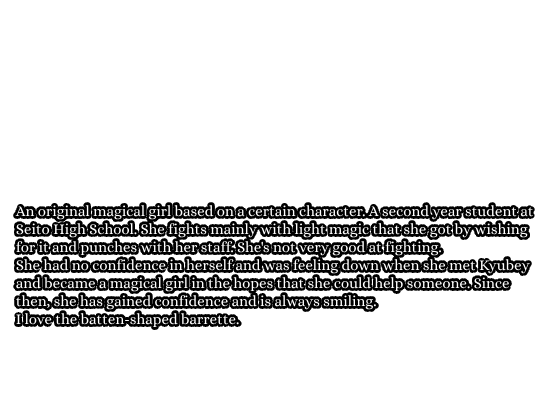 An original magical girl based on a certain character. A second year student at
Seito High School. She fights mainly with light magic that she got by wishing
for it and punches with her staff. She's not very good at fighting.
She had no confidence in herself and was feeling down when she met Kyubey
and became a magical girl in the hopes that she could help someone. Since
then, she has gained confidence and is always smiling.
I love the batten-shaped barrette.